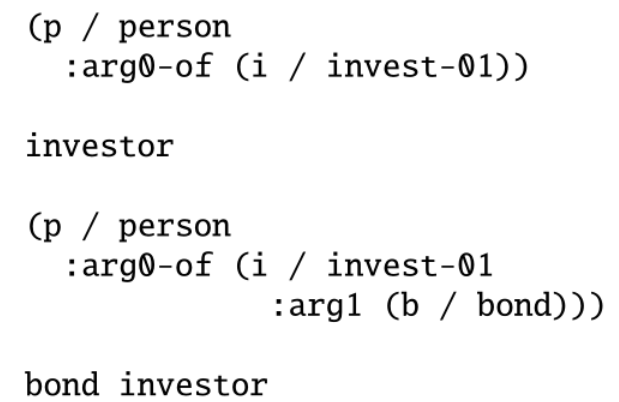 (p / person
:arg0-of (i / invest-01))
investor
(p / person
:arg0-of (i / invest-01
:arg1 (b / bond)))
bond investor